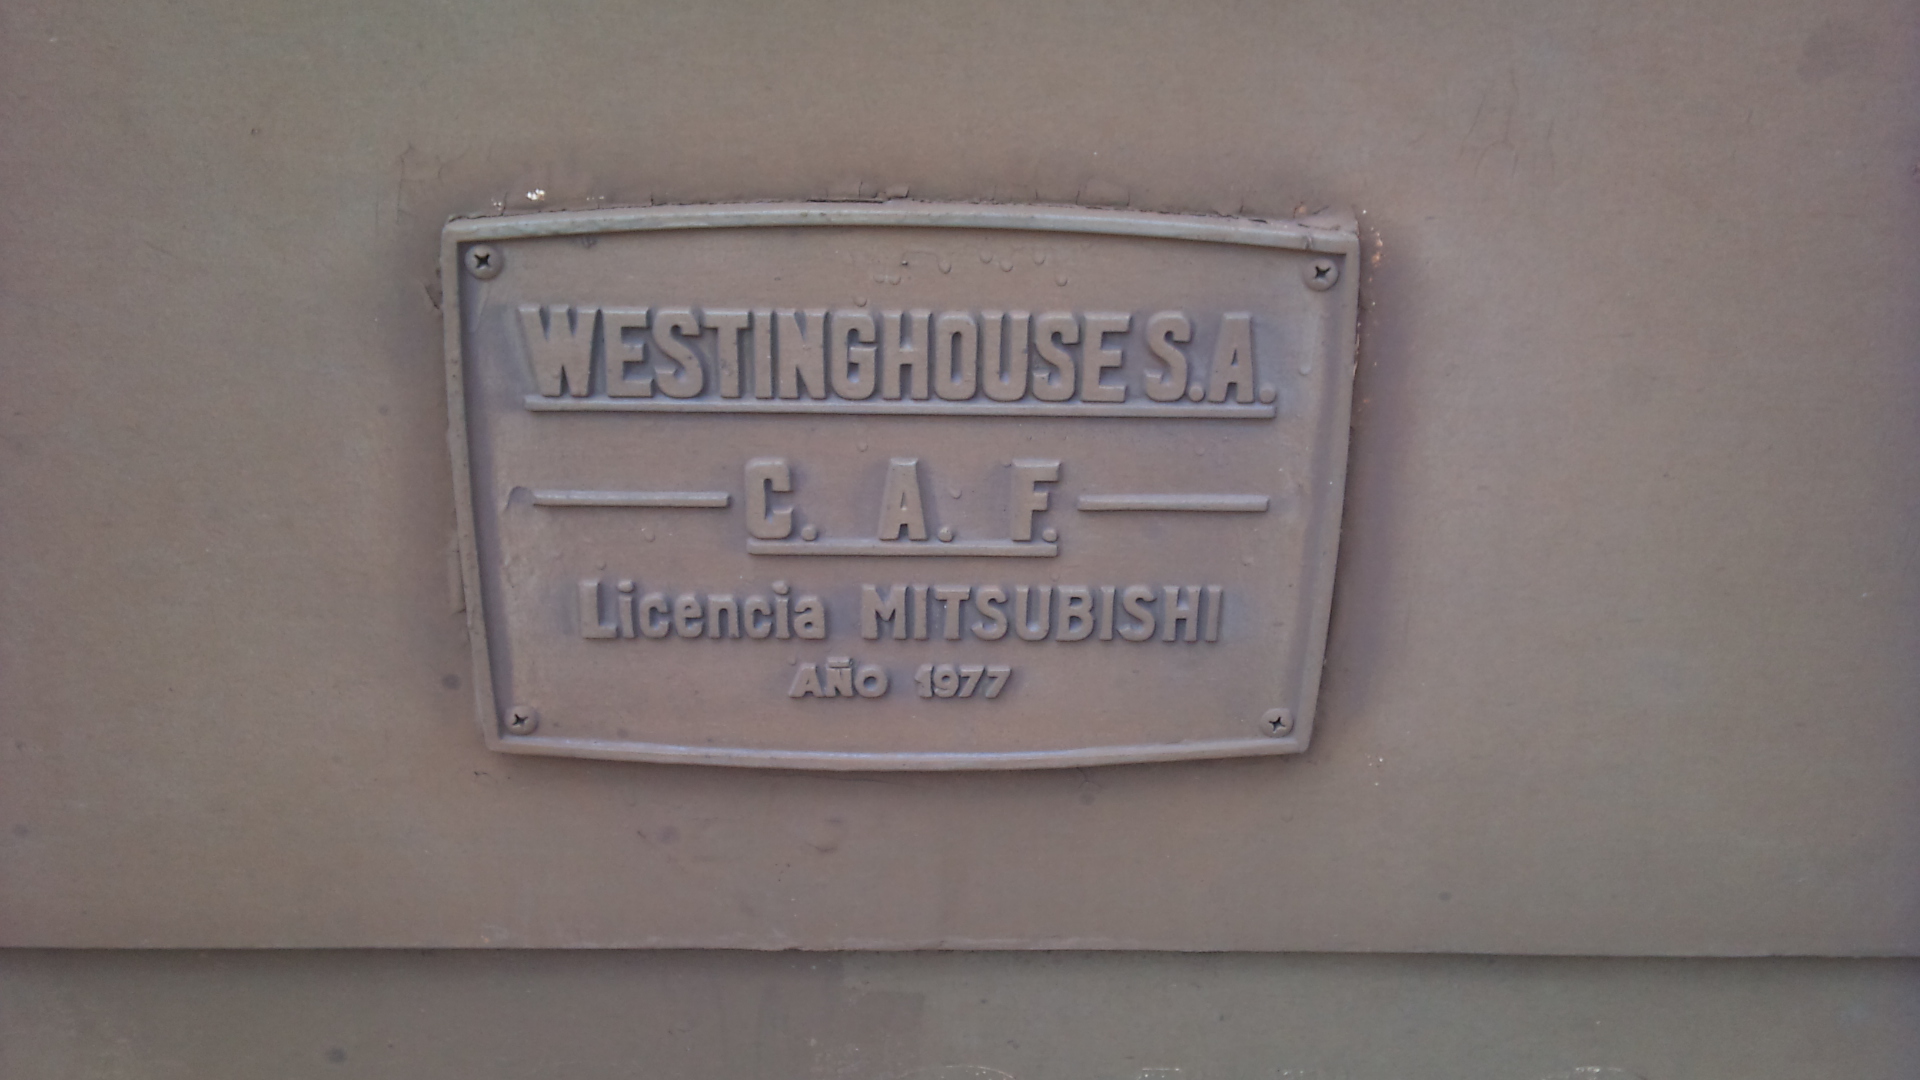 WESTINGHOUSE S.A.
C. A. F.
Licencia MITSUBISHI
AÑO 1977